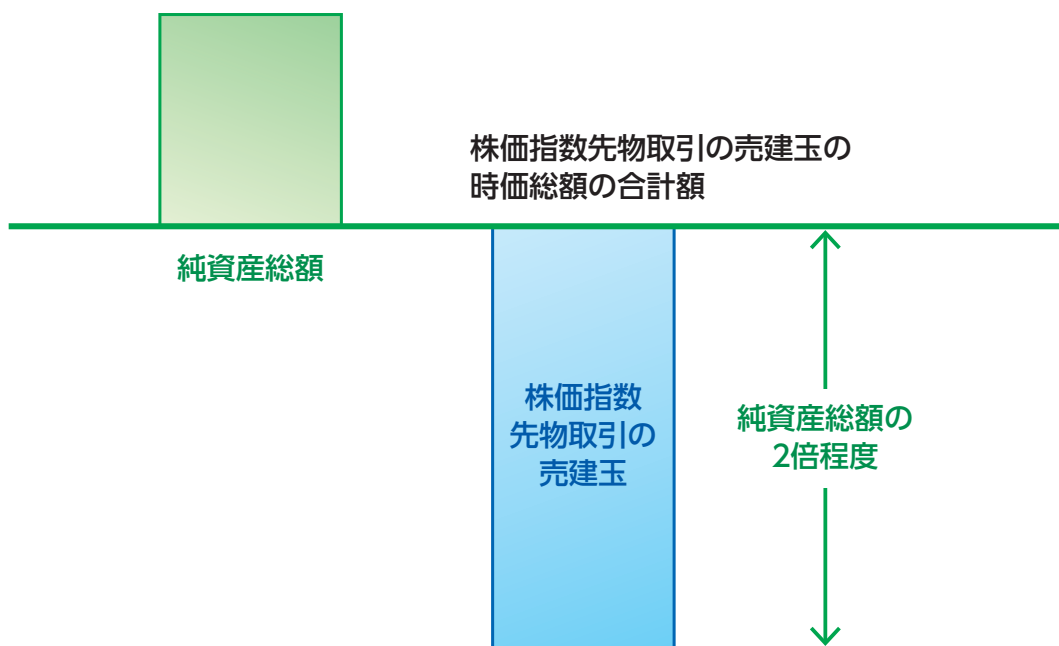 株価指数先物取引の売建玉の
時価総額の合計額
純資産総額
株価指数
先物取引の
売建玉
純資産総額の
2倍程度